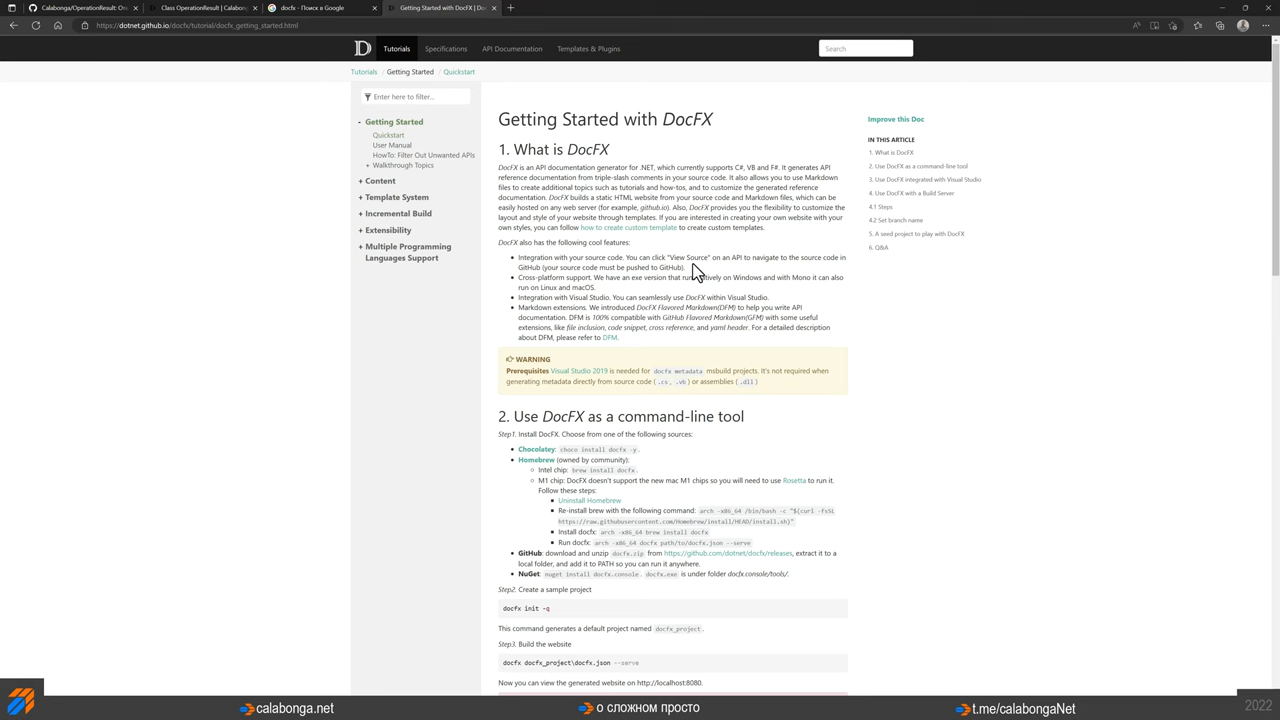 Calabonga/OperationResult: On
Class OperationResult | Calabong
docfx - Поиск в Google
Getting Started with DocFX | Doc
https://dotnet.github.io/docfx/tutorial/docfx_getting_started.html
Tutorials
Specifications
API Documentation
Templates & Plugins
Search
Tutorials / Getting Started / Quickstart
Enter here to filter...
- Getting Started
Quickstart
User Manual
HowTo: Filter Out Unwanted APIs
+ Walkthrough Topics
+ Content
+ Template System
+ Incremental Build
+ Extensibility
+ Multiple Programming
Languages Support
Getting Started with DocFX
1. What is DocFX
DocFX is an API documentation generator for .NET, which currently supports C#, VB and F#. It generates API
reference documentation from triple-slash comments in your source code. It also allows you to use Markdown
files to create additional topics such as tutorials and how-tos, and to customize the generated reference
documentation. DocFX builds a static HTML website from your source code and Markdown files, which can be
easily hosted on any web server (for example, github.io). Also, DocFX provides you the flexibility to customize the
layout and style of your website through templates. If you are interested in creating your own website with your
own styles, you can follow how to create custom template to create custom templates.
DocFX also has the following cool features:
• Integration with your source code. You can click "View Source" on an API to navigate to the source code in
GitHub (your source code must be pushed to GitHub).
• Cross-platform support. We have an exe version that runs natively on Windows and with Mono it can also
run on Linux and macOS.
• Integration with Visual Studio. You can seamlessly use DocFX within Visual Studio.
• Markdown extensions. We introduced DocFX Flavored Markdown(DFM) to help you write API
documentation. DFM is 100% compatible with GitHub Flavored Markdown(GFM) with some useful
extensions, like file inclusion, code snippet, cross reference, and yaml header. For a detailed description
about DFM, please refer to DFM.
WARNING
Prerequisites Visual Studio 2019 is needed for docfx metadata msbuild projects. It's not required when
generating metadata directly from source code (.cs, .vb) or assemblies (.dll)
2. Use DocFX as a command-line tool
Step1. Install DocFX. Choose from one of the following sources:
• Chocolatey: choco install docfx -y.
• Homebrew (owned by community):
Intel chip: brew install docfx.
M1 chip: DocFX doesn't support the new mac M1 chips so you will need to use Rosetta to run it.
Follow these steps:
Uninstall Homebrew
Re-install brew with the following command: arch -x86_64 /bin/bash -c "$(curl -fsSL
https://raw.githubusercontent.com/Homebrew/install/HEAD/install.sh)"
Install docfx: arch -x86_64 brew install docfx
Run docfx: arch -x86_64 docfx path/to/docfx.json --serve
• GitHub: download and unzip docfx.zip from https://github.com/dotnet/docfx/releases, extract it to a
local folder, and add it to PATH so you can run it anywhere.
• NuGet: nuget install docfx.console. docfx.exe is under folder docfx.console/tools/.
Step2. Create a sample project
docfx init -q
This command generates a default project named docfx_project.
Step3. Build the website
docfx docfx_project\docfx.json --serve
Now you can view the generated website on http://localhost:8080.
Improve this Doc
IN THIS ARTICLE
1. What is DocFX
2. Use DocFX as a command-line tool
3. Use DocFX integrated with Visual Studio
4. Use DocFX with a Build Server
4.1 Steps
4.2 Set branch name
5. A seed project to play with DocFX
6. Q&A
calabonga.net
о сложном просто
t.me/calabongaNet
2022